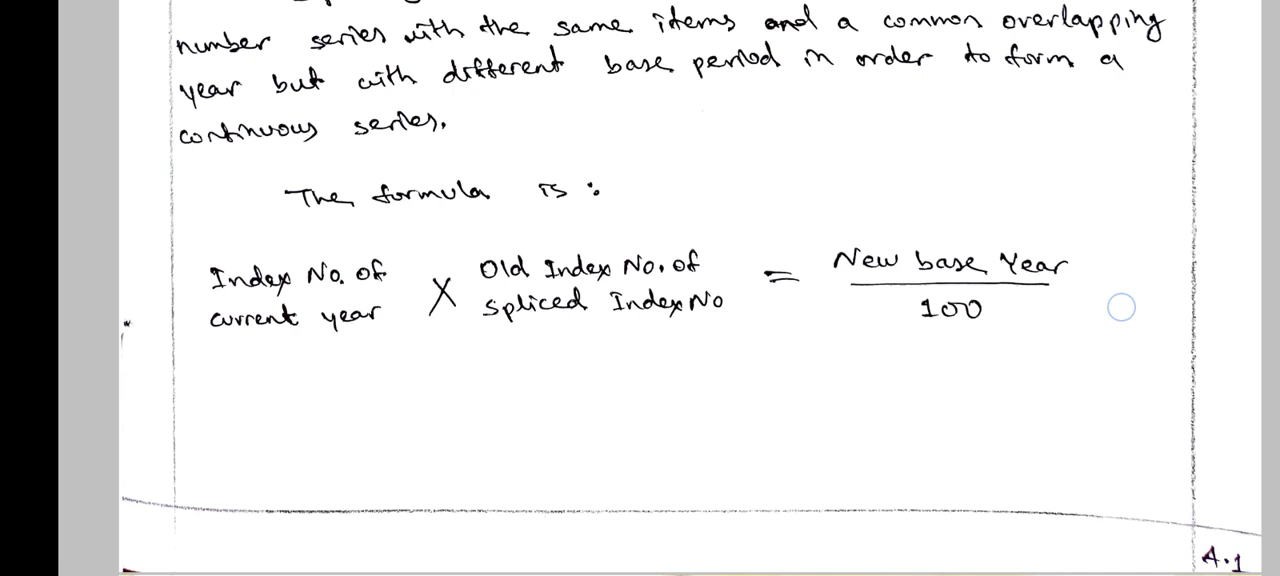 number series with the same items and a common overlapping
year but with different base period in order to form a
continuous series.
The formula is :
Index No. of current year × Old Index No. of Spliced Index No = New base Year / 100
A.1